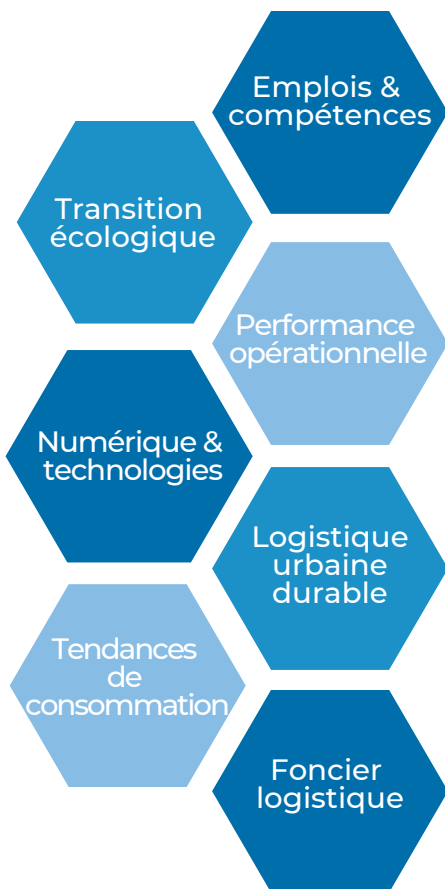 Emplois &
compétences
Transition
écologique
Performance
opérationnelle
Numérique &
technologies
Logistique
urbaine
durable
Tendances
de
consommation
Foncier
logistique